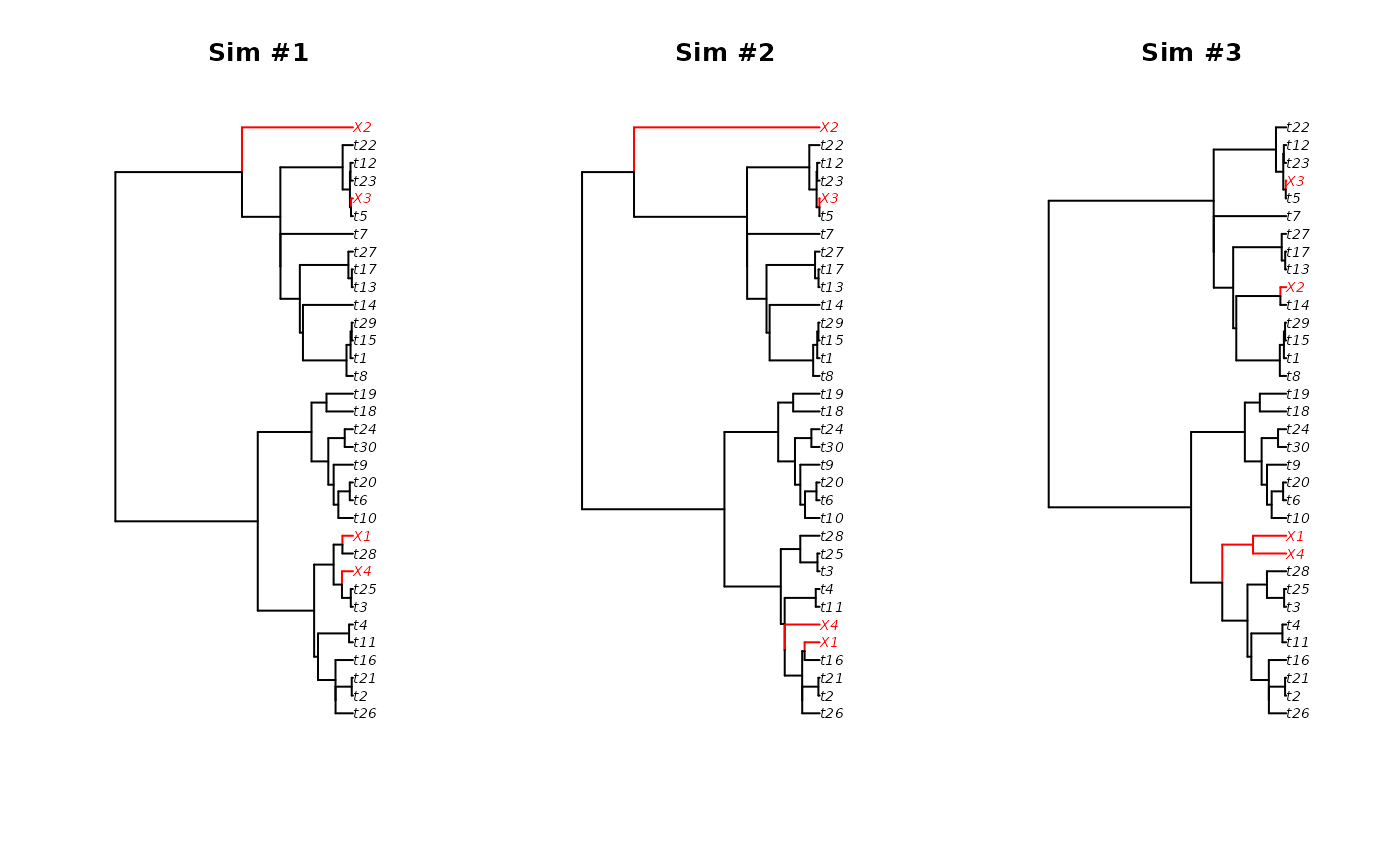 Sim #1
X2
t22
t12
t23
X3
t5
t7
t27
t17
t13
t14
t29
t15
t1
t8
t19
t18
t24
t30
t9
t20
t6
t10
X1
t28
X4
t25
t3
t4
t11
t16
t21
t2
t26
Sim #2
X2
t22
t12
t23
X3
t5
t7
t27
t17
t13
t14
t29
t15
t1
t8
t19
t18
t24
t30
t9
t20
t6
t10
t28
t25
t3
t4
t11
X4
X1
t16
t21
t2
t26
Sim #3
t22
t12
t23
X3
t5
t7
t27
t17
t13
X2
t14
t29
t15
t1
t8
t19
t18
t24
t30
t9
t20
t6
t10
X1
X4
t28
t25
t3
t4
t11
t16
t21
t2
t26